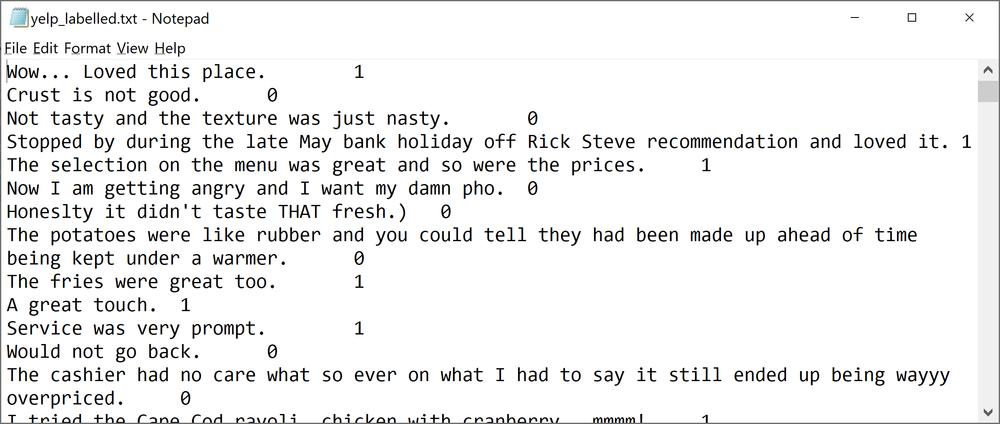 yelp_labelled.txt - Notepad
File Edit Format View Help
Wow... Loved this place. 1
Crust is not good. 0
Not tasty and the texture was just nasty. 0
Stopped by during the late May bank holiday off Rick Steve recommendation and loved it. 1
The selection on the menu was great and so were the prices. 1
Now I am getting angry and I want my damn pho. 0
Honeslty it didn't taste THAT fresh.) 0
The potatoes were like rubber and you could tell they had been made up ahead of time
being kept under a warmer. 0
The fries were great too. 1
A great touch. 1
Service was very prompt. 1
Would not go back. 0
The cashier had no care what so ever on what I had to say it still ended up being wayyy
overpriced. 0
I tried the Cape Cod ravoli, chicken with cranberry...mmmm! 1